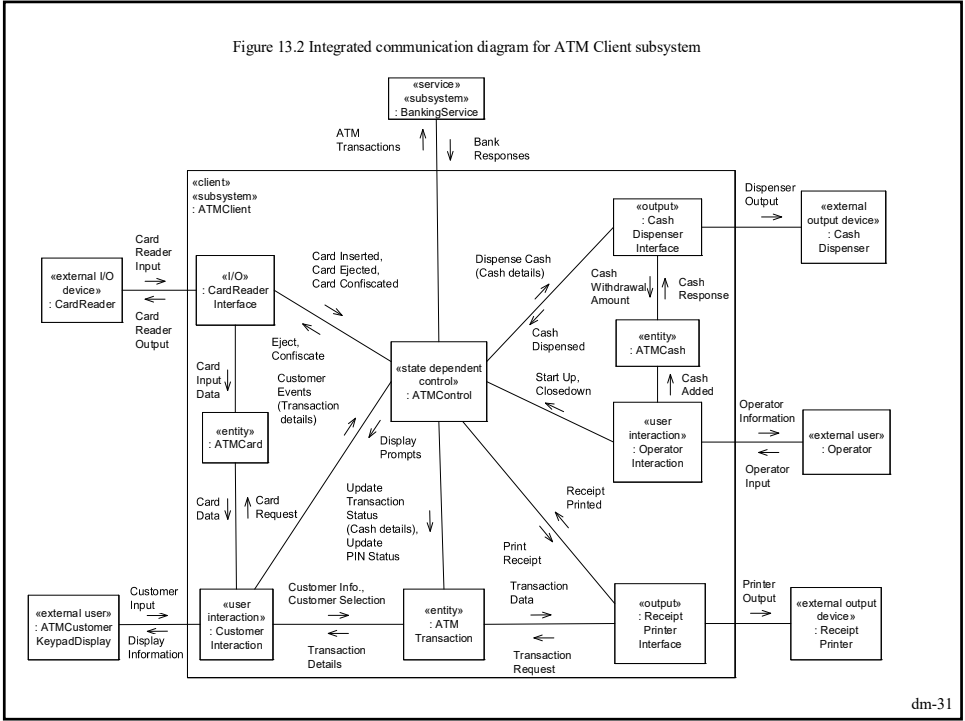 Figure 13.2 Integrated communication diagram for ATM Client subsystem
«service»
«subsystem»
: BankingService
ATM
Transactions
Bank
Responses
«client»
«subsystem»
: ATMClient
Dispenser
Output
«output»
: Cash
Dispenser
Interface
«external
output device»
: Cash
Dispenser
Card
Reader
Input
«external I/O
device»
: CardReader
Card
Reader
Output
«I/O»
: CardReader
Interface
Card Inserted,
Card Ejected,
Card Confiscated
Eject,
Confiscate
Dispense Cash
(Cash details)
Cash
Dispensed
Cash
Withdrawal
Amount
Cash
Response
«entity»
: ATMCash
Cash
Added
«state dependent
control»
: ATMControl
Start Up,
Closedown
Card
Input
Data
Customer
Events
(Transaction
details)
Display
Prompts
«entity»
: ATMCard
«user
interaction»
: Operator
Interaction
Operator
Information
Operator
Input
«external user»
: Operator
Card
Data
Card
Request
Update
Transaction
Status
(Cash details),
Update
PIN Status
Receipt
Printed
Print
Receipt
Customer
Input
«external user»
: ATMCustomer
KeypadDisplay
Display
Information
«user
interaction»
: Customer
Interaction
Customer Info.,
Customer Selection
Transaction
Details
«entity»
: ATM
Transaction
Transaction
Data
Transaction
Request
«output»
: Receipt
Printer
Interface
Printer
Output
«external output
device»
: Receipt
Printer
dm-31